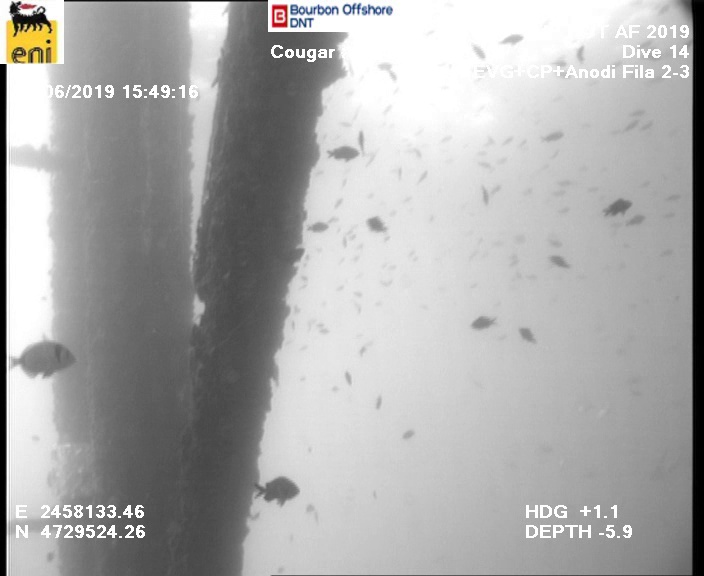 eni
Bourbon Offshore
DNT
T AF 2019
Cougar
Dive 14
EVG+CP+Anodi Fila 2-3
06/2019 15:49:16
E 2458133.46
N 4729524.26
HDG +1.1
DEPTH -5.9